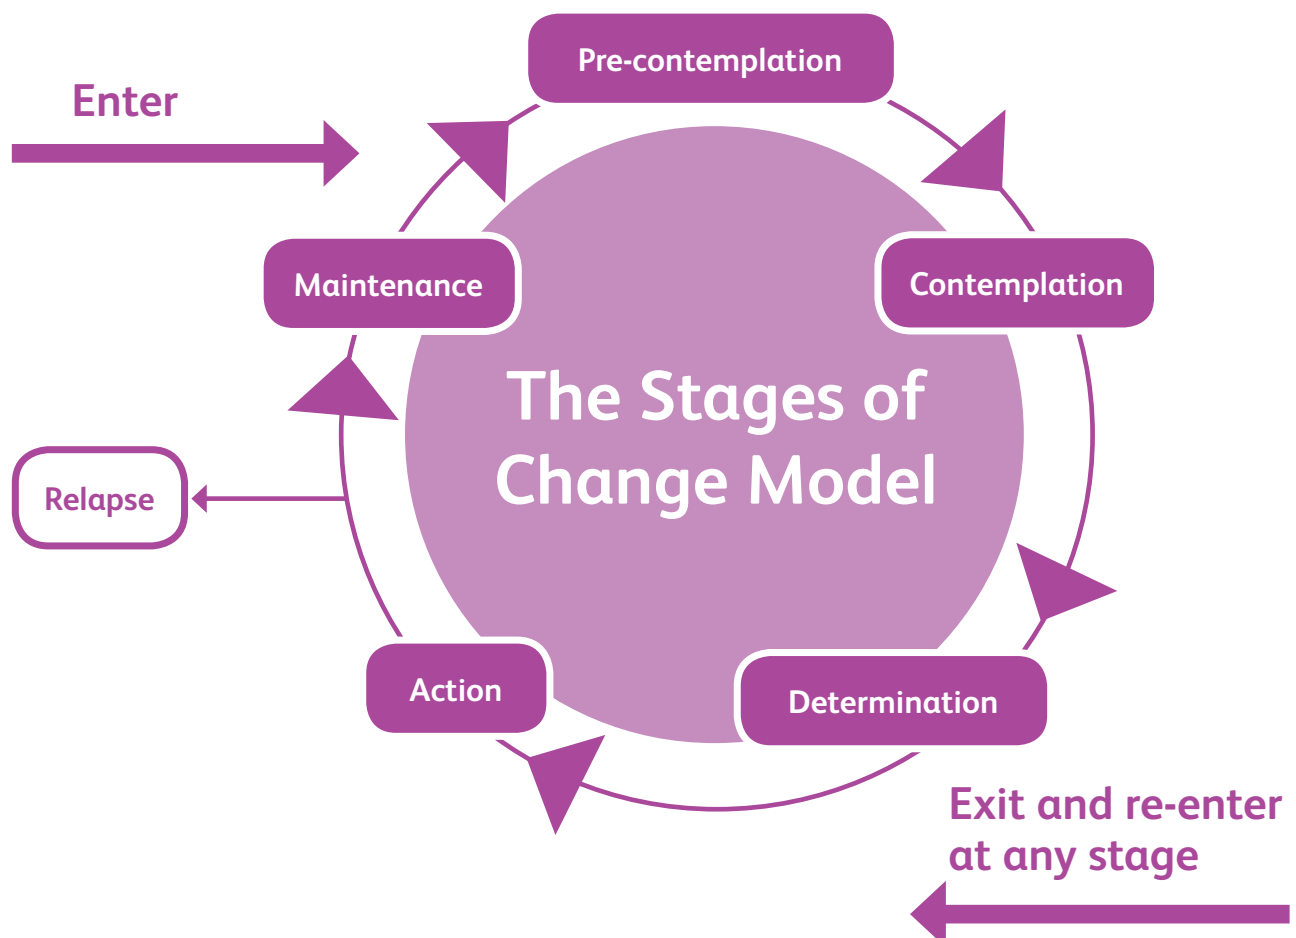 Pre-contemplation
Enter
Maintenance
Contemplation
The Stages of
Change Model
Relapse
Action
Determination
Exit and re-enter
at any stage